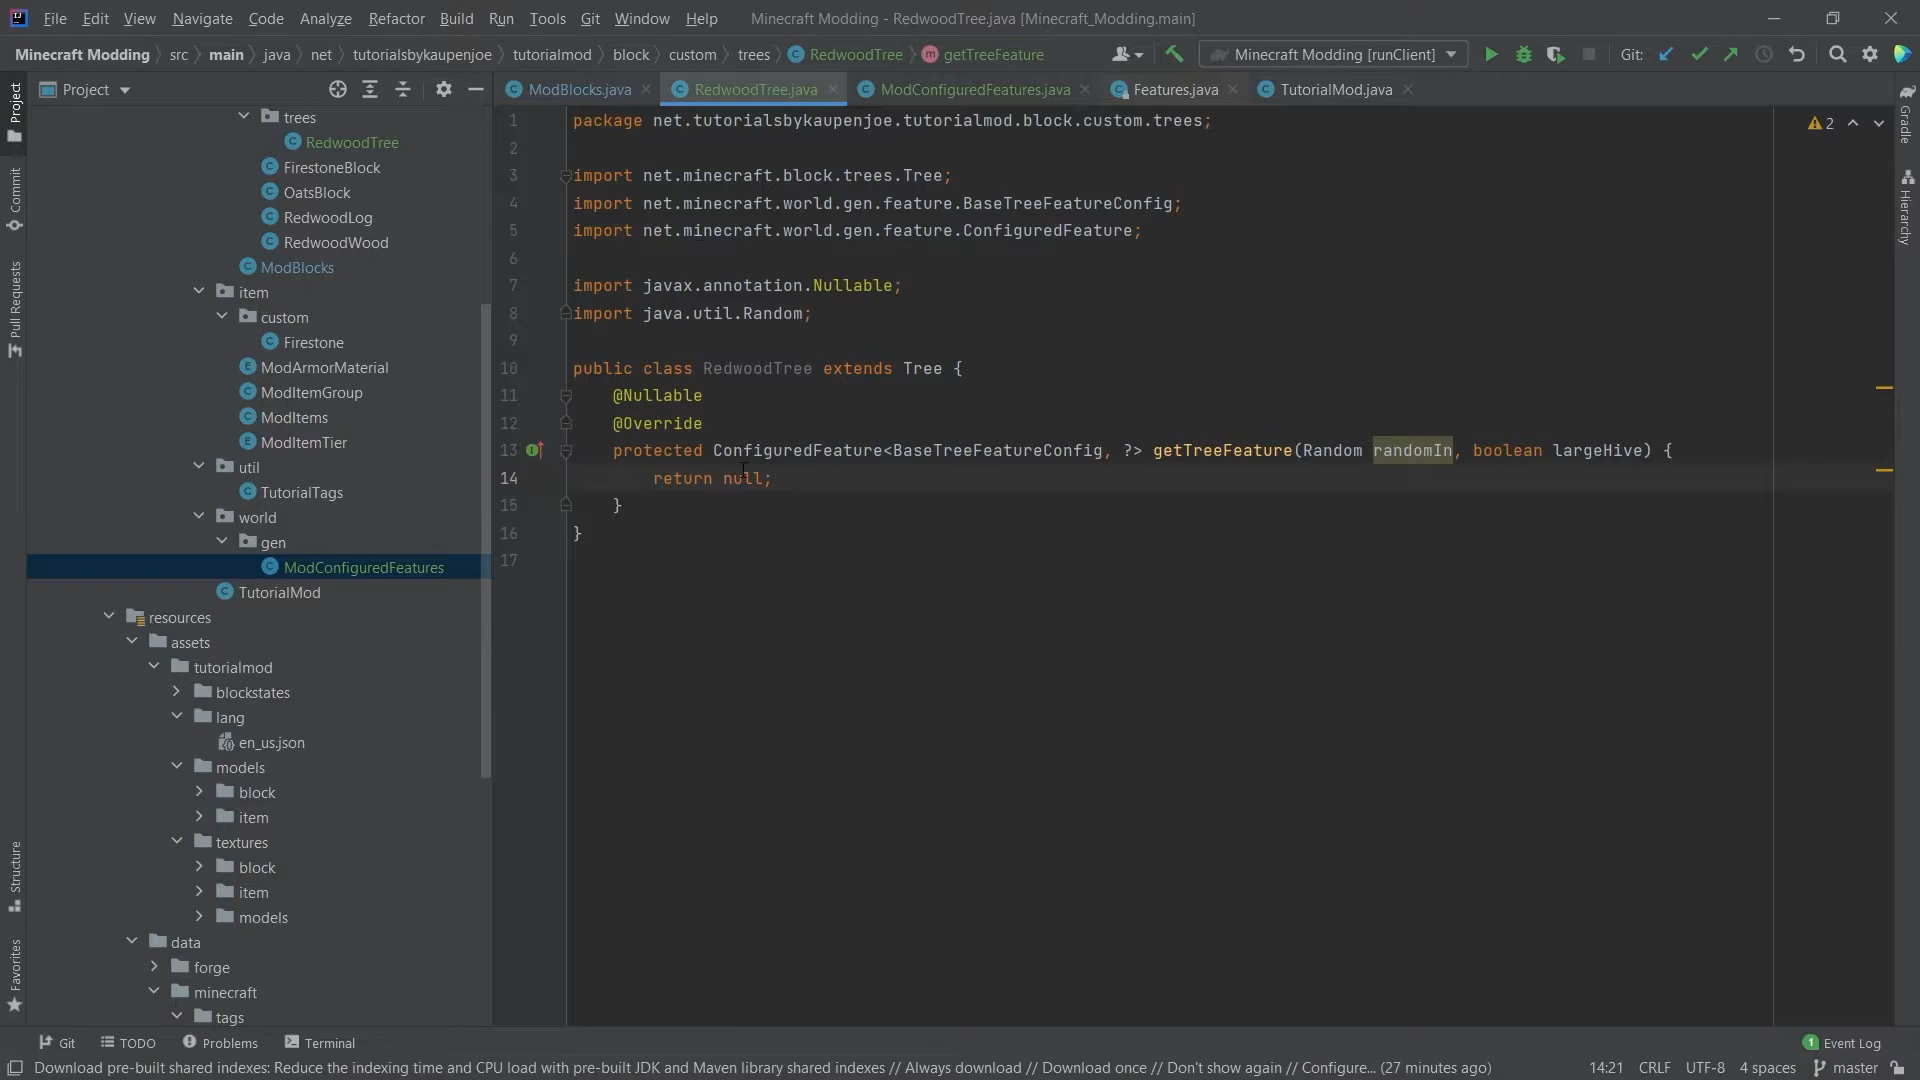 File Edit View Navigate Code Analyze Refactor Build Run Tools Git Window Help Minecraft Modding - RedwoodTree.java [Minecraft_Modding.main]
Minecraft Modding src main java net tutorialsbykaupenjoe tutorialmod block custom trees RedwoodTree getTreeFeature Minecraft Modding [runClient] Git:
Project
ModBlocks.java RedwoodTree.java ModConfiguredFeatures.java Features.java TutorialMod.java
Project
Commit
Pull Requests
Structure
Favorites
trees
RedwoodTree
FirestoneBlock
OatsBlock
RedwoodLog
RedwoodWood
ModBlocks
item
custom
Firestone
ModArmorMaterial
ModItemGroup
ModItems
ModItemTier
util
TutorialTags
world
gen
ModConfiguredFeatures
TutorialMod
resources
assets
tutorialmod
blockstates
lang
en_us.json
models
block
item
textures
block
item
models
data
forge
minecraft
tags
1 package net.tutorialsbykaupenjoe.tutorialmod.block.custom.trees;
2
3 import net.minecraft.block.trees.Tree;
4 import net.minecraft.world.gen.feature.BaseTreeFeatureConfig;
5 import net.minecraft.world.gen.feature.ConfiguredFeature;
6
7 import javax.annotation.Nullable;
8 import java.util.Random;
9
10 public class RedwoodTree extends Tree {
11 @Nullable
12 @Override
13 protected ConfiguredFeature<BaseTreeFeatureConfig, ?> getTreeFeature(Random randomIn, boolean largeHive) {
14 return null;
15 }
16 }
17
2
Gradle
Hierarchy
Git TODO Problems Terminal 1 Event Log
Download pre-built shared indexes: Reduce the indexing time and CPU load with pre-built JDK and Maven library shared indexes // Always download // Download once // Don't show again // Configure... (27 minutes ago) 14:21 CRLF UTF-8 4 spaces master